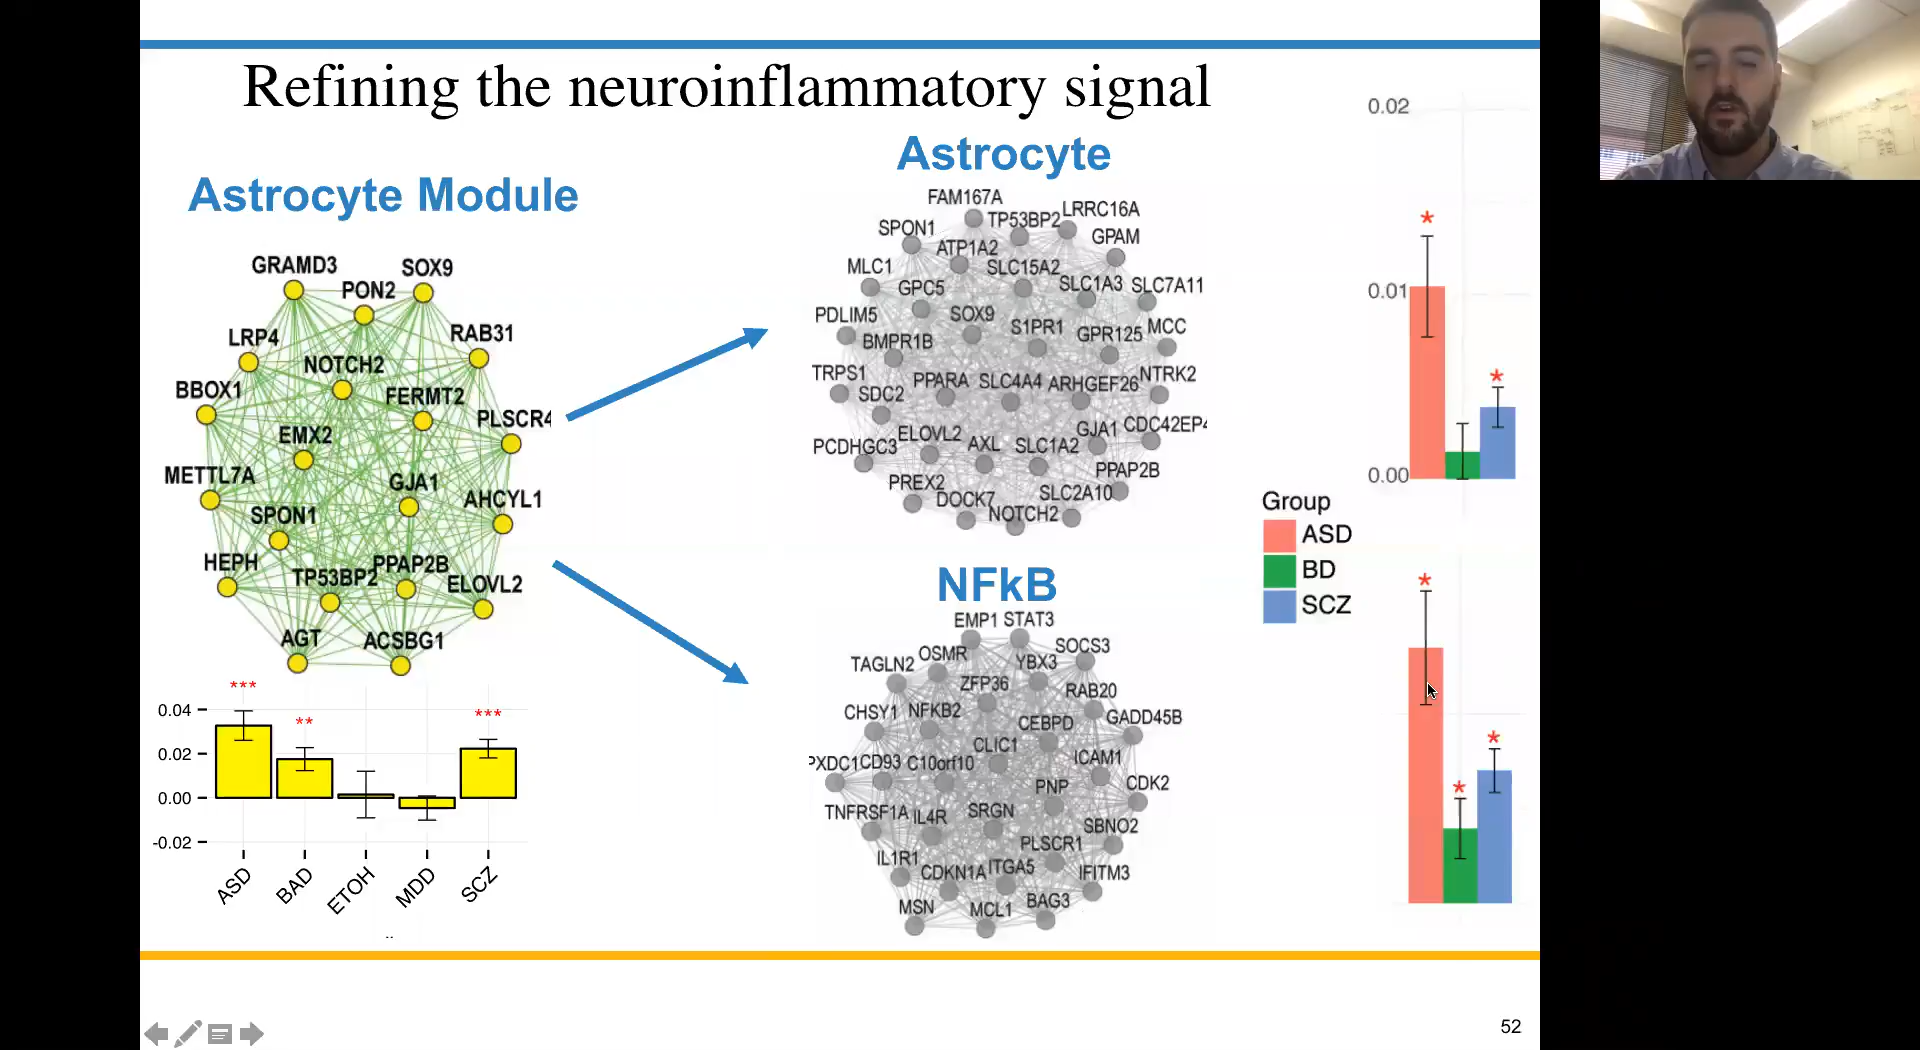 Refining the neuroinflammatory signal
Astrocyte Module
GRAMD3
SOX9
PON2
LRP4
RAB31
NOTCH2
BBOX1
FERMT2
PLSCR4
EMX2
METTL7A
GJA1
AHCYL1
SPON1
HEPH
PPAP2B
TP53BP2
ELOVL2
AGT
ACSBG1
***
**
***
0.04
0.02
0.00
-0.02
ASD
BAD
ETOH
MDD
SCZ
..
Astrocyte
FAM167A
LRRC16A
TP53BP2
SPON1
ATP1A2
GPAM
MLC1
SLC15A2
GPC5
SLC1A3
SLC7A11
PDLIM5
SOX9
S1PR1
GPR125
MCC
BMPR1B
TRPS1
PPARA
SLC4A4
ARHGEF26
NTRK2
SDC2
ELOVL2
GJA1
CDC42EP4
PCDHGC3
AXL
SLC1A2
PPAP2B
PREX2
DOCK7
SLC2A10
NOTCH2
NFkB
EMP1
STAT3
SOCS3
OSMR
YBX3
TAGLN2
ZFP36
RAB20
CHSY1
NFKB2
CEBPD
GADD45B
CLIC1
ICAM1
PXDC1
CD93
C10orf10
PNP
CDK2
TNFRSF1A
IL4R
SRGN
SBNO2
PLSCR1
IL1R1
CDKN1A
ITGA5
IFITM3
MSN
MCL1
BAG3
0.02
*
0.01
*
0.00
Group
ASD
BD
SCZ
*
*
*
52